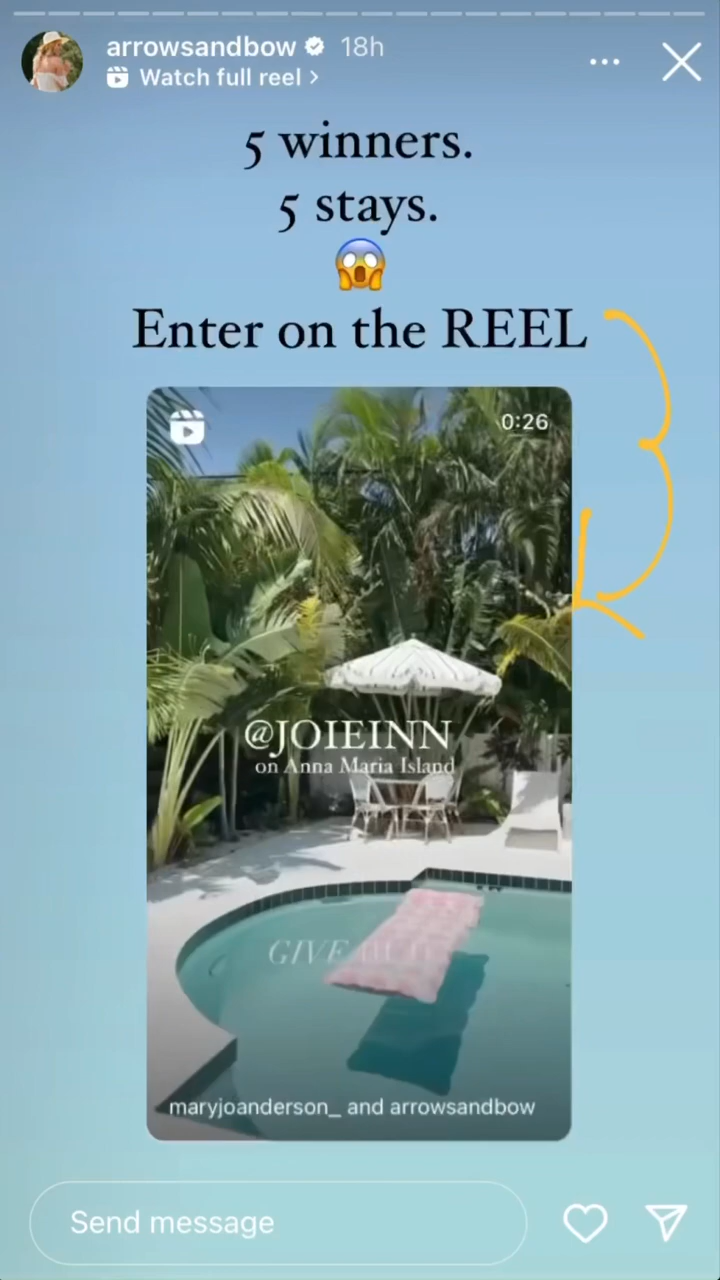 arrowsandbow 18h
Watch full reel >
5 winners.
5 stays.
😱
Enter on the REEL
0:26
@JOIEINN
on Anna Maria Island
GIVEAWAY
maryjoanderson_ and arrowsandbow
Send message